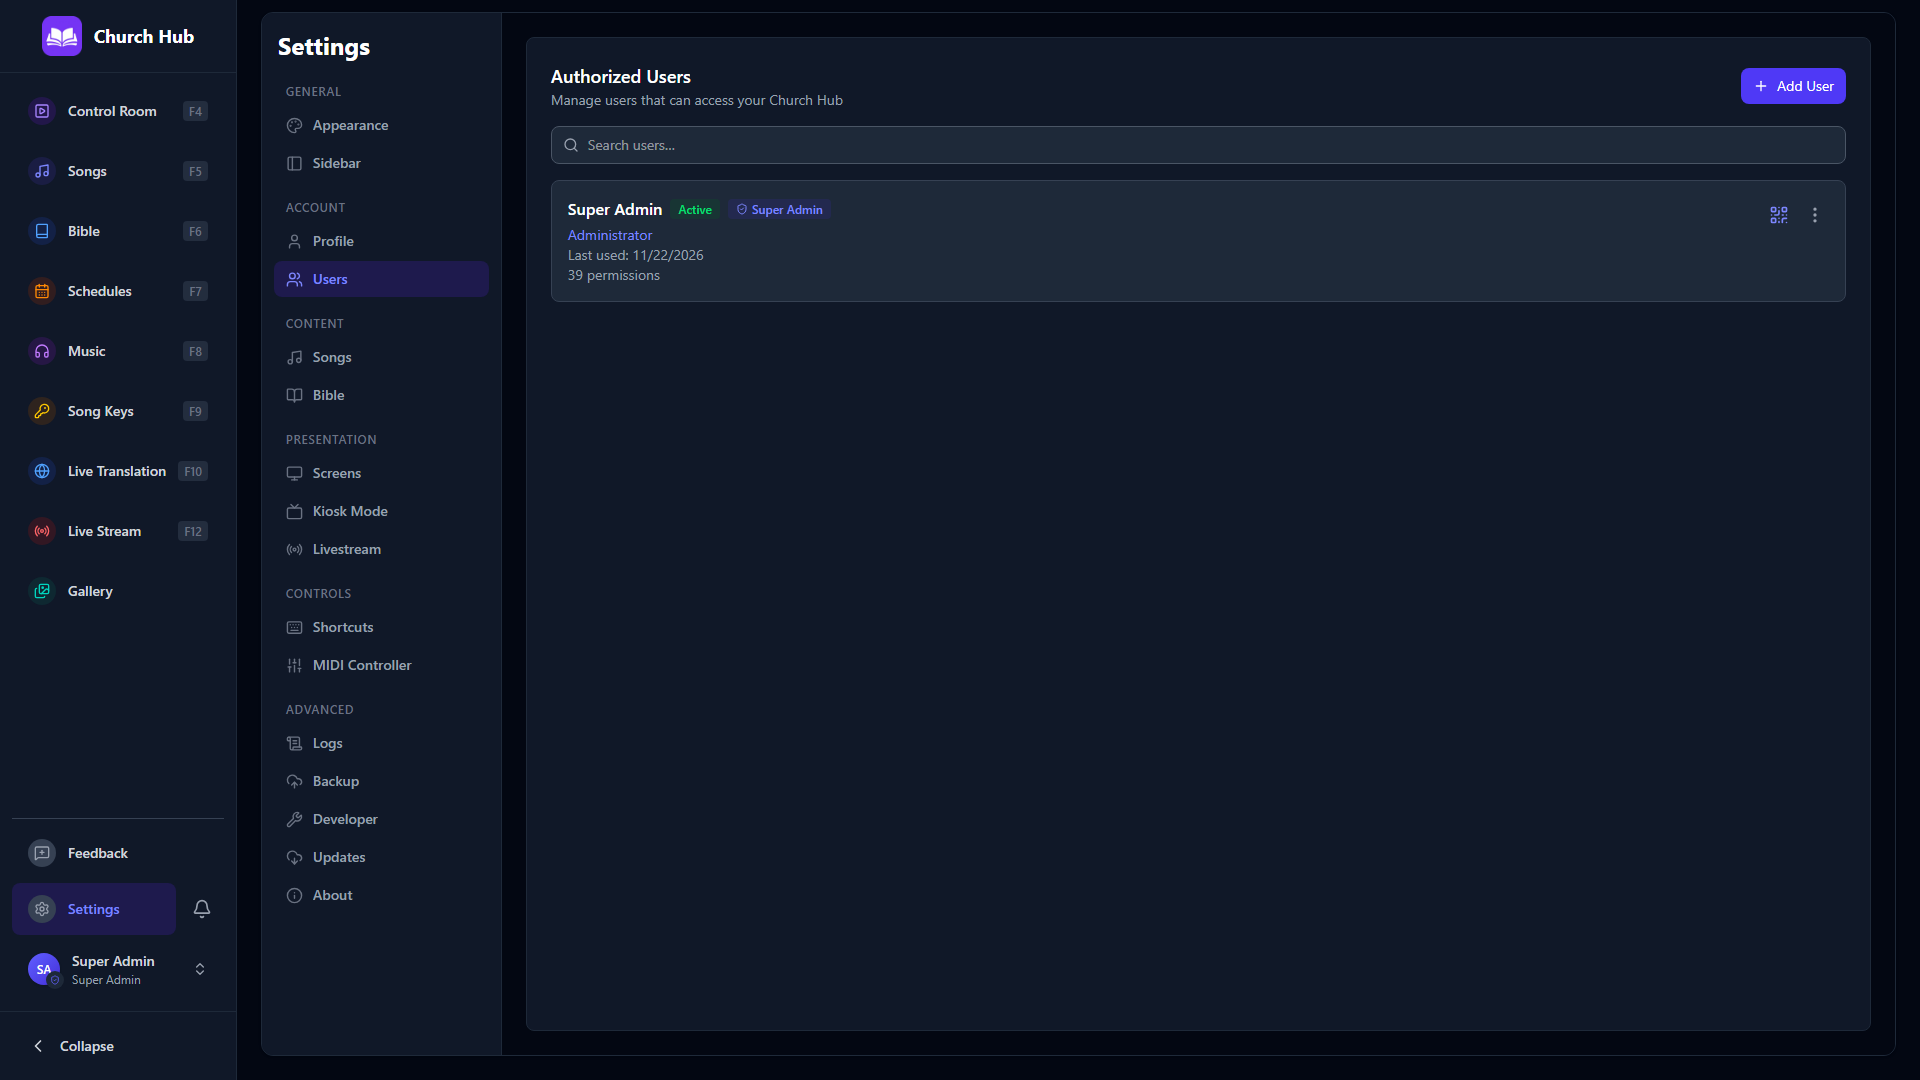 Church Hub
Control Room F4
Songs F5
Bible F6
Schedules F7
Music F8
Song Keys F9
Live Translation F10
Live Stream F12
Gallery
Feedback
Settings
SA
Super Admin
Super Admin
Collapse
Settings
GENERAL
Appearance
Sidebar
ACCOUNT
Profile
Users
CONTENT
Songs
Bible
PRESENTATION
Screens
Kiosk Mode
Livestream
CONTROLS
Shortcuts
MIDI Controller
ADVANCED
Logs
Backup
Developer
Updates
About
Authorized Users
Manage users that can access your Church Hub
Add User
Search users...
Super Admin Active Super Admin
Administrator
Last used: 11/22/2026
39 permissions